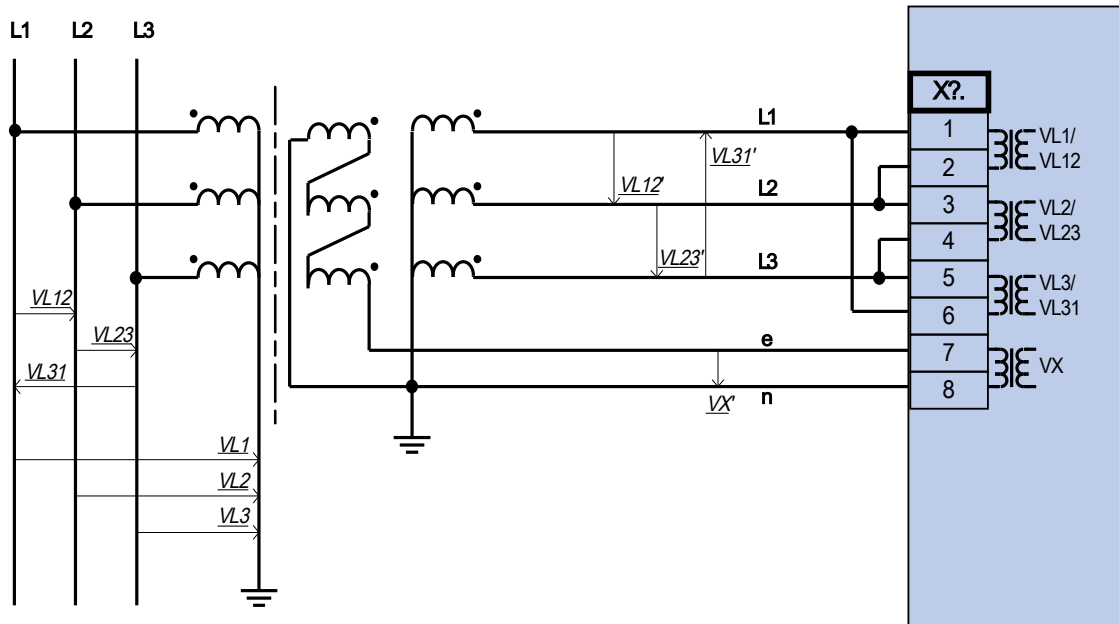 L1 L2 L3
X?.
L1
1
VL1/
VL12
VL31'
2
VL12'
L2
3
VL2/
VL23
VL23'
4
L3
5
VL3/
VL31
VL12
6
VL23
e
7
VX
VL31
n
8
VX'
VL1
VL2
VL3